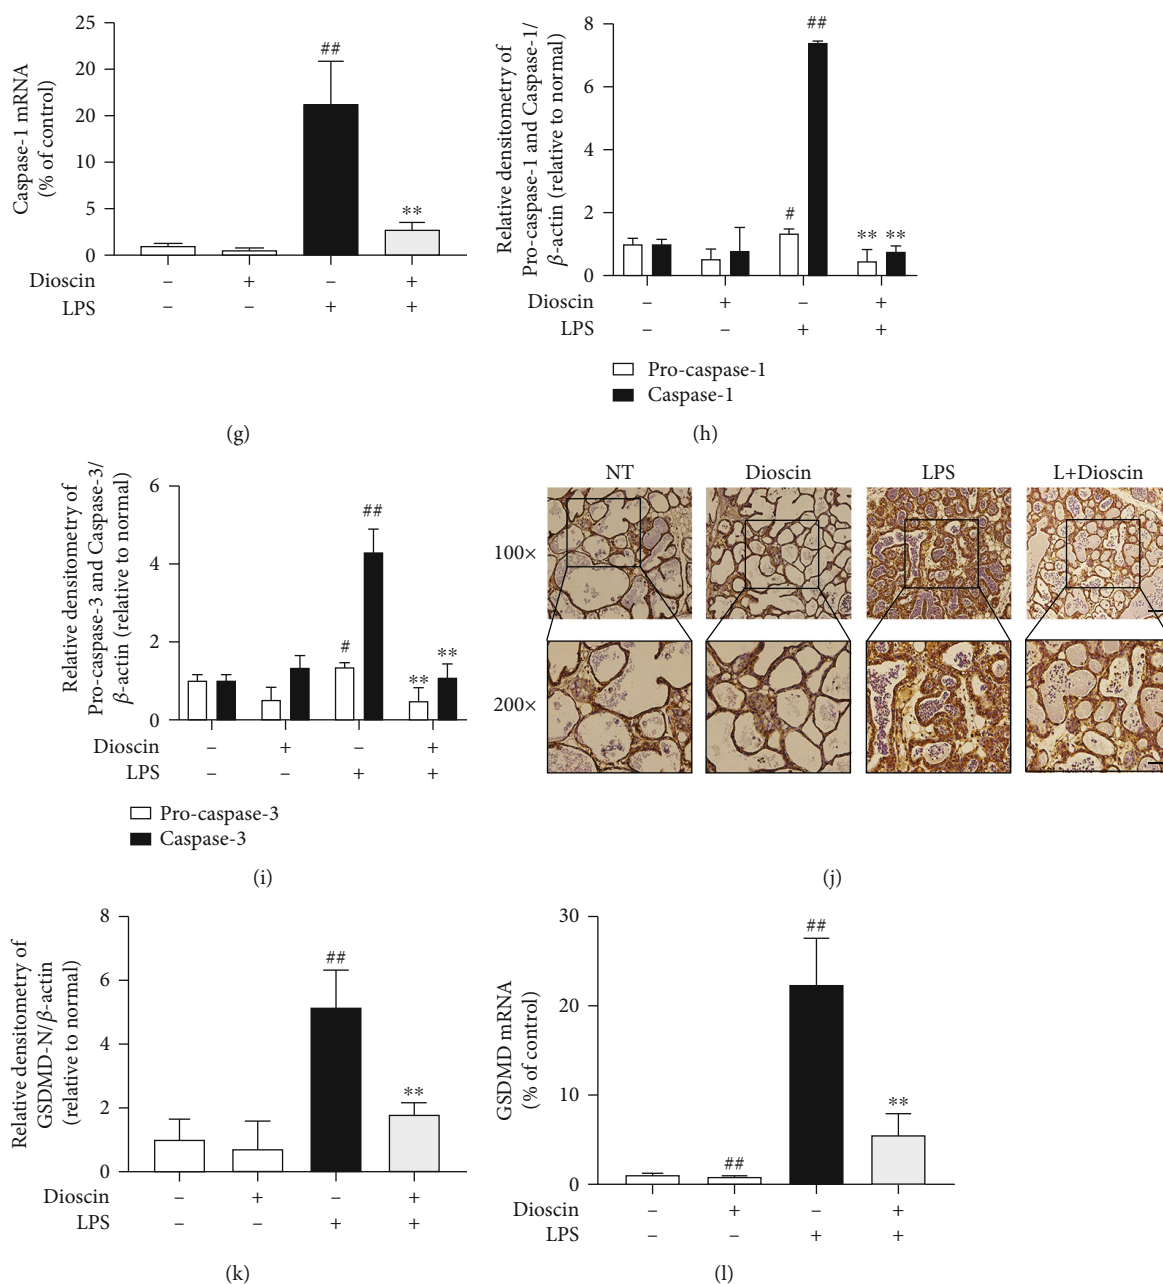 25
20
20
10
5
0
Caspase-1 mRNA
(% of control)
##
**
Dioscin – + – +
LPS – – + +
(g)
8
6
4
2
0
Relative densitometry of
Pro-caspase-1 and Caspase-1/
β-actin (relative to normal)
#
##
** **
Dioscin – + – +
LPS – – + +
Pro-caspase-1
Caspase-1
(h)
6
4
2
1
0
Relative densitometry of
Pro-caspase-3 and Caspase-3/
β-actin (relative to normal)
#
##
**
**
Dioscin – + – +
LPS – – + +
Pro-caspase-3
Caspase-3
(i)
NT Dioscin LPS L+Dioscin
100×
200×
(j)
8
6
4
2
0
Relative densitometry of
GSDMD-N/β-actin
(relative to normal)
##
**
Dioscin – + – +
LPS – – + +
(k)
30
20
10
0
GSDMD mRNA
(% of control)
##
##
**
Dioscin – + – +
LPS – – + +
(l)